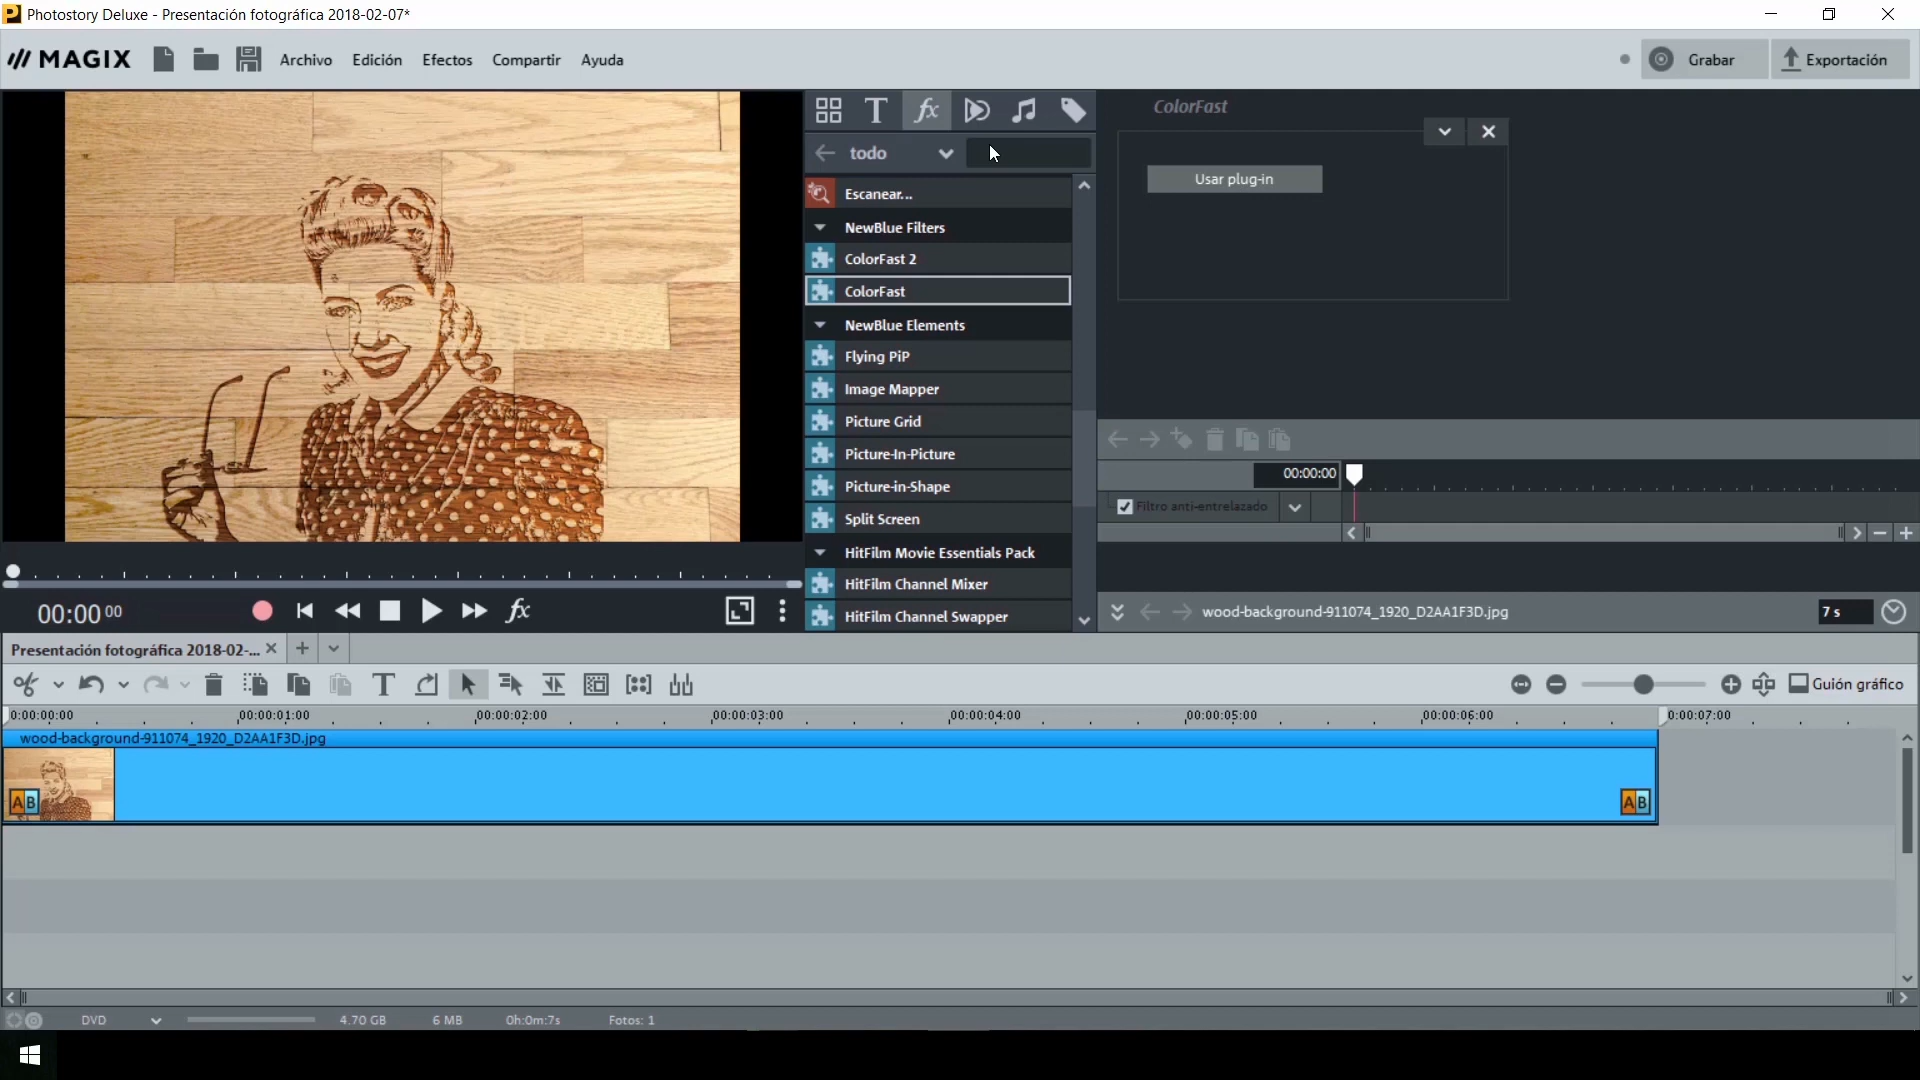 Photostory Deluxe - Presentación fotográfica 2018-02-07*
MAGIX
Archivo Edición Efectos Compartir Ayuda
Grabar Exportación
ColorFast
todo
Usar plug-in
Escanear...
NewBlue Filters
ColorFast 2
ColorFast
NewBlue Elements
Flying PiP
Image Mapper
Picture Grid
Picture-In-Picture
Picture-in-Shape
Split Screen
HitFilm Movie Essentials Pack
HitFilm Channel Mixer
HitFilm Channel Swapper
00:00:00
Filtro anti-entrelazado
00:00 00
wood-background-911074_1920_D2AA1F3D.jpg
7 s
Presentación fotográfica 2018-02-...
Guión gráfico
0:00:00:00 00:00:01:00 00:00:02:00 00:00:03:00 00:00:04:00 00:00:05:00 00:00:06:00 0:00:07:00
wood-background-911074_1920_D2AA1F3D.jpg
AB AB
DVD 4.70 GB 6 MB 0h:0m:7s Fotos: 1